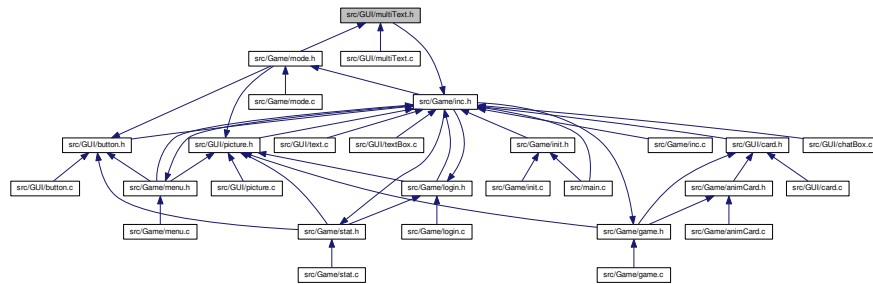 src/GUI/multiText.h
src/Game/mode.h
src/GUI/multiText.c
src/Game/mode.c
src/Game/inc.h
src/GUI/button.h
src/GUI/picture.h
src/GUI/text.c
src/GUI/textBox.c
src/Game/init.h
src/Game/inc.c
src/GUI/card.h
src/GUI/chatBox.c
src/GUI/button.c
src/Game/menu.h
src/GUI/picture.c
src/Game/login.h
src/Game/init.c
src/main.c
src/Game/animCard.h
src/GUI/card.c
src/Game/menu.c
src/Game/stat.h
src/Game/login.c
src/Game/game.h
src/Game/animCard.c
src/Game/stat.c
src/Game/game.c